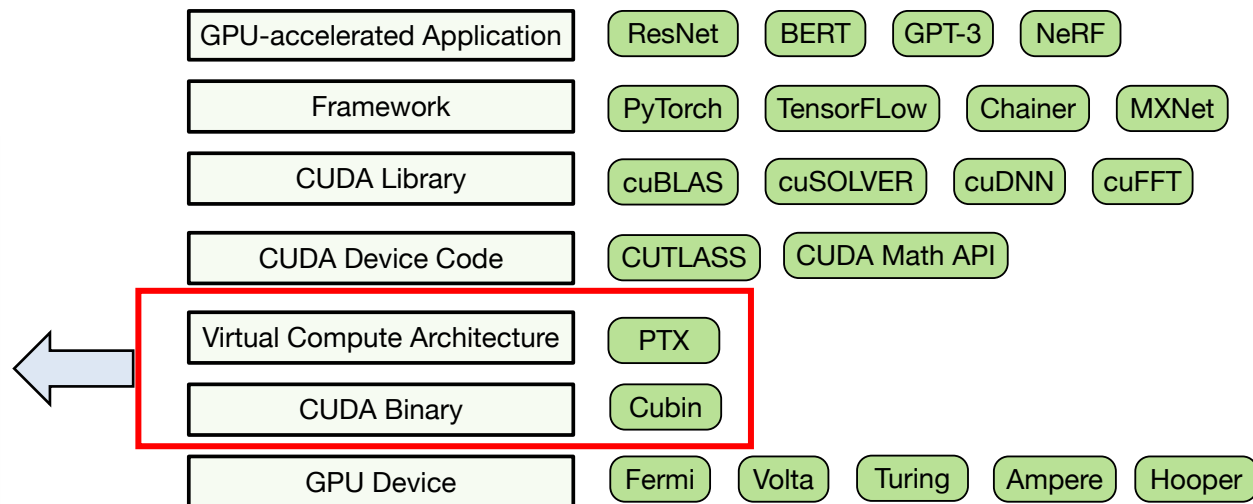 GPU-accelerated Application ResNet BERT GPT-3 NeRF
Framework PyTorch TensorFLow Chainer MXNet
CUDA Library cuBLAS cuSOLVER cuDNN cuFFT
CUDA Device Code CUTLASS CUDA Math API
Virtual Compute Architecture PTX
CUDA Binary Cubin
GPU Device Fermi Volta Turing Ampere Hooper